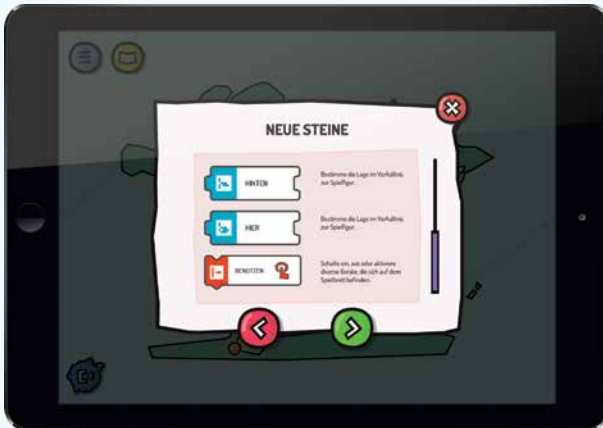 NEUE STEINE
HINTEN
Bestimme die Lage im Verhältnis
zur Spielfigur.
HIER
Bestimme die Lage im Verhältnis
zur Spielfigur.
BENUTZEN
Schalte ein, aus oder aktiviere
diverse Geräte, die sich auf dem
Spielbrett befinden.